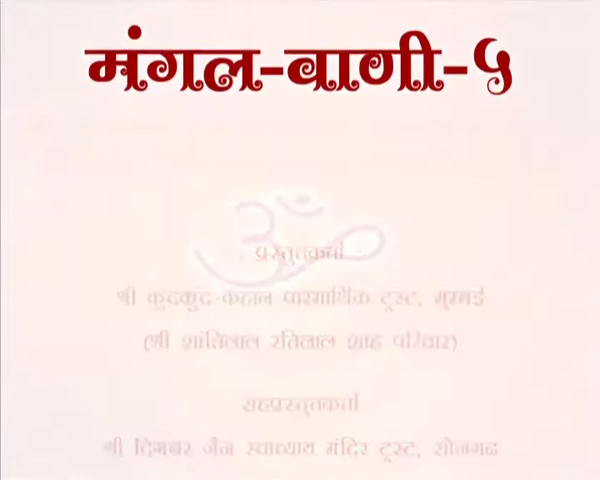 मंगल-वाणी-५
प्रस्तुतकर्ता
श्री कुंदकुंद-कहान पारमार्थिक ट्रस्ट, मुम्बई
(श्री शांतिलाल रतिलाल शाह परिवार)
सहप्रस्तुतकर्ता
श्री दिगम्बर जैन स्वाध्याय मंदिर ट्रस्ट, सोनगढ